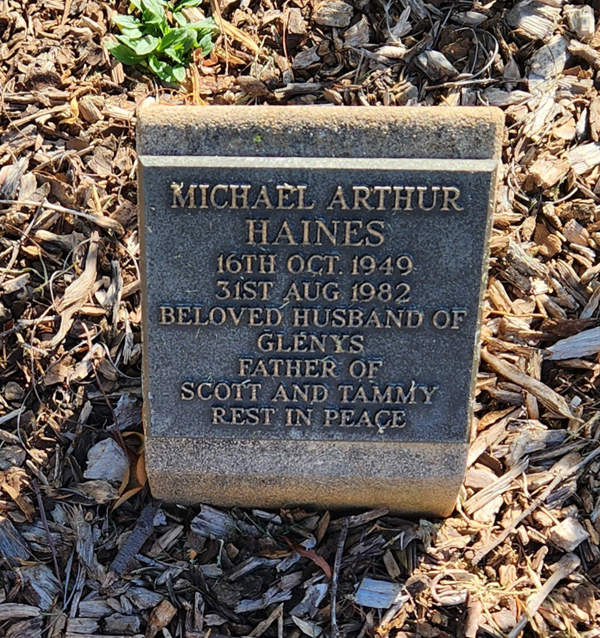 MICHAEL ARTHUR
HAINES
16TH OCT. 1949
31ST AUG 1982
BELOVED HUSBAND OF
GLENYS
FATHER OF
SCOTT AND TAMMY
REST IN PEACE